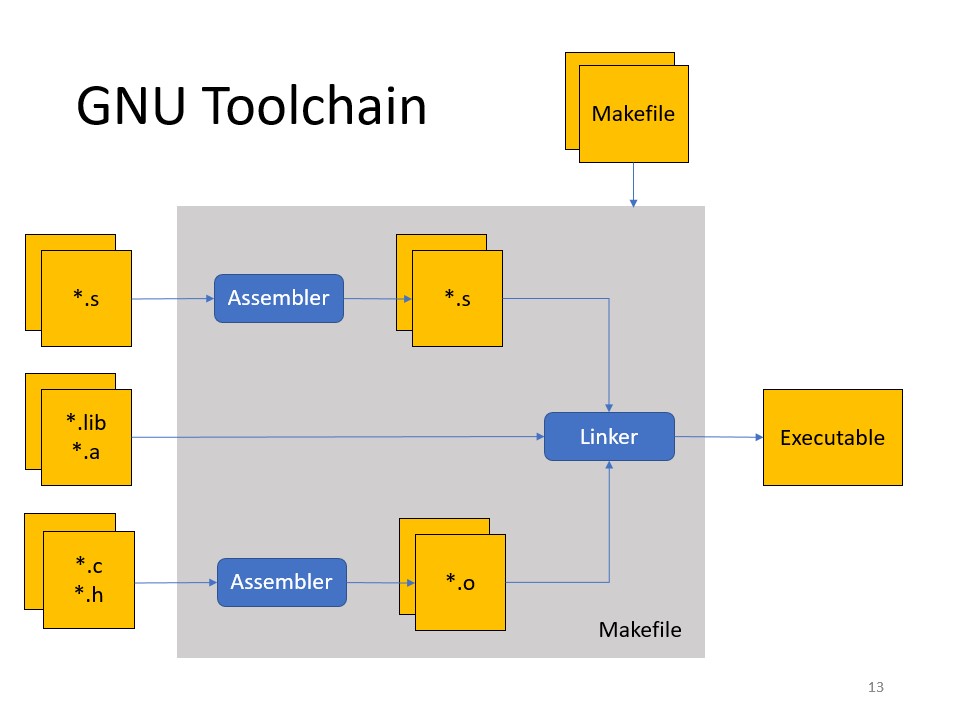 GNU Toolchain
Makefile
*.s
Assembler
*.s
*.lib
*.a
Linker
Executable
*.c
*.h
Assembler
*.o
Makefile
13